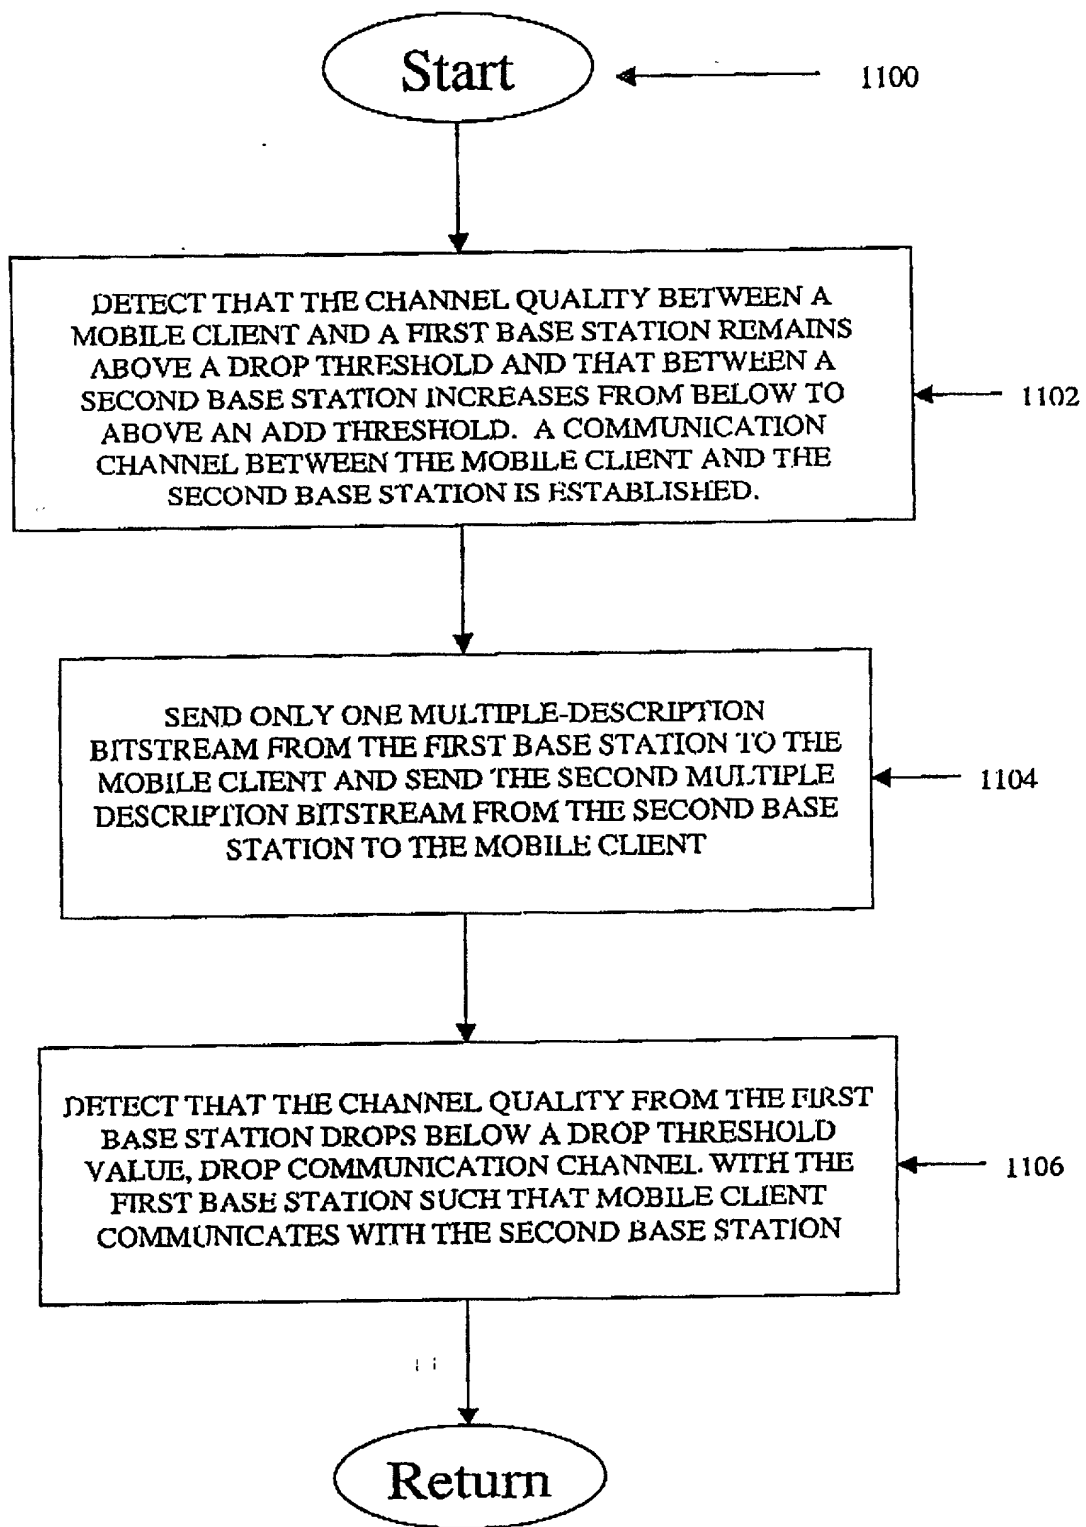 Start
1100
DETECT THAT THE CHANNEL QUALITY BETWEEN A
MOBILE CLIENT AND A FIRST BASE STATION REMAINS
ABOVE A DROP THRESHOLD AND THAT BETWEEN A
SECOND BASE STATION INCREASES FROM BELOW TO
ABOVE AN ADD THRESHOLD. A COMMUNICATION
CHANNEL BETWEEN THE MOBILE CLIENT AND THE
SECOND BASE STATION IS ESTABLISHED.
1102
SEND ONLY ONE MULTIPLE-DESCRIPTION
BITSTREAM FROM THE FIRST BASE STATION TO THE
MOBILE CLIENT AND SEND THE SECOND MULTIPLE
DESCRIPTION BITSTREAM FROM THE SECOND BASE
STATION TO THE MOBILE CLIENT
1104
DETECT THAT THE CHANNEL QUALITY FROM THE FIRST
BASE STATION DROPS BELOW A DROP THRESHOLD
VALUE, DROP COMMUNICATION CHANNEL WITH THE
FIRST BASE STATION SUCH THAT MOBILE CLIENT
COMMUNICATES WITH THE SECOND BASE STATION
1106
Return